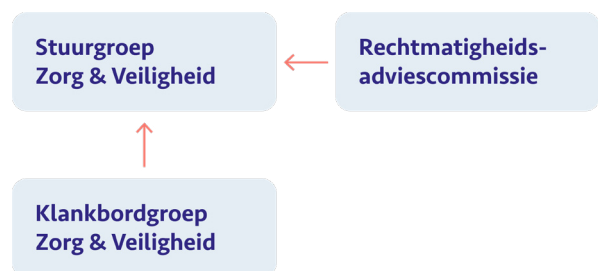 Stuurgroep
Zorg & Veiligheid
Rechtmatigheids-
adviescommissie
Klankbordgroep
Zorg & Veiligheid